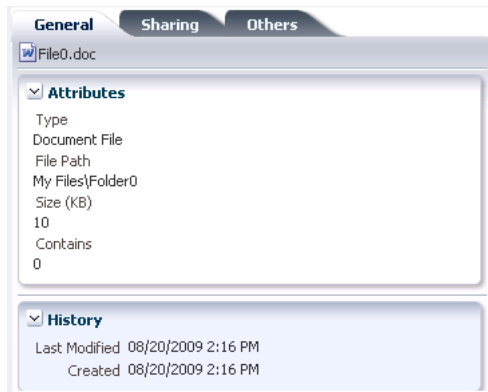 General Sharing Others
File0.doc
Attributes
Type
Document File
File Path
My Files\Folder0
Size (KB)
10
Contains
0
History
Last Modified 08/20/2009 2:16 PM
Created 08/20/2009 2:16 PM